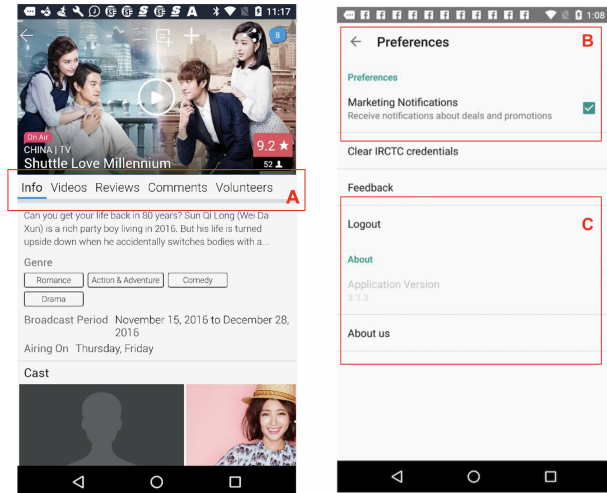 11:17
8
On Air
CHINA | TV
Shuttle Love Millennium
9.2 ★
52
Info Videos Reviews Comments Volunteers
A
Can you get your life back in 80 years? Sun Qi Long (Wei Da
Xun) is a rich party boy living in 2016. But his life is turned
upside down when he accidentally switches bodies with a...
Genre
Romance
Action & Adventure
Comedy
Drama
Broadcast Period November 15, 2016 to December 28,
2016
Airing On Thursday, Friday
Cast
1:08
Preferences
B
Preferences
Marketing Notifications
Receive notifications about deals and promotions
Clear IRCTC credentials
Feedback
Logout
C
About
Application Version
3.3.3
About us